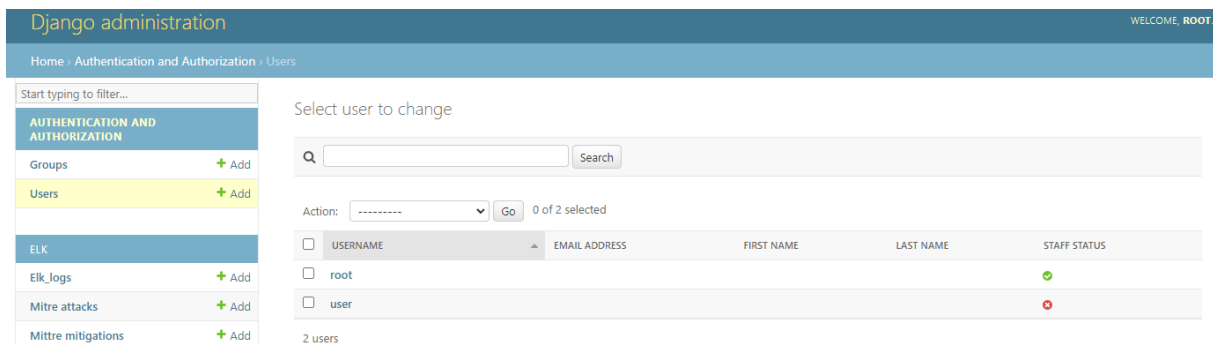 Django administration
WELCOME, ROOT.
Home › Authentication and Authorization › Users
Start typing to filter...
AUTHENTICATION AND
AUTHORIZATION
Groups + Add
Users + Add
ELK
Elk_logs + Add
Mitre attacks + Add
Mittre mitigations + Add
Select user to change
Search
Action: --------- Go 0 of 2 selected
USERNAME EMAIL ADDRESS FIRST NAME LAST NAME STAFF STATUS
root
user
2 users